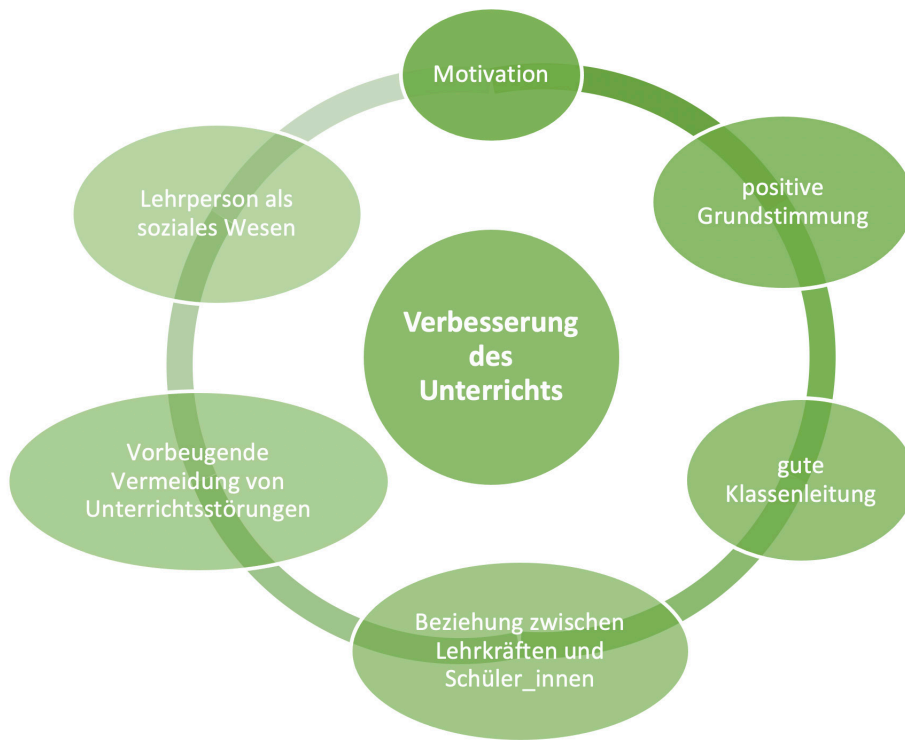 Motivation
positive
Grundstimmung
gute
Klassenleitung
Beziehung zwischen
Lehrkräften und
Schüler_innen
Vorbeugende
Vermeidung von
Unterrichtsstörungen
Lehrperson als
soziales Wesen
Verbesserung
des
Unterrichts